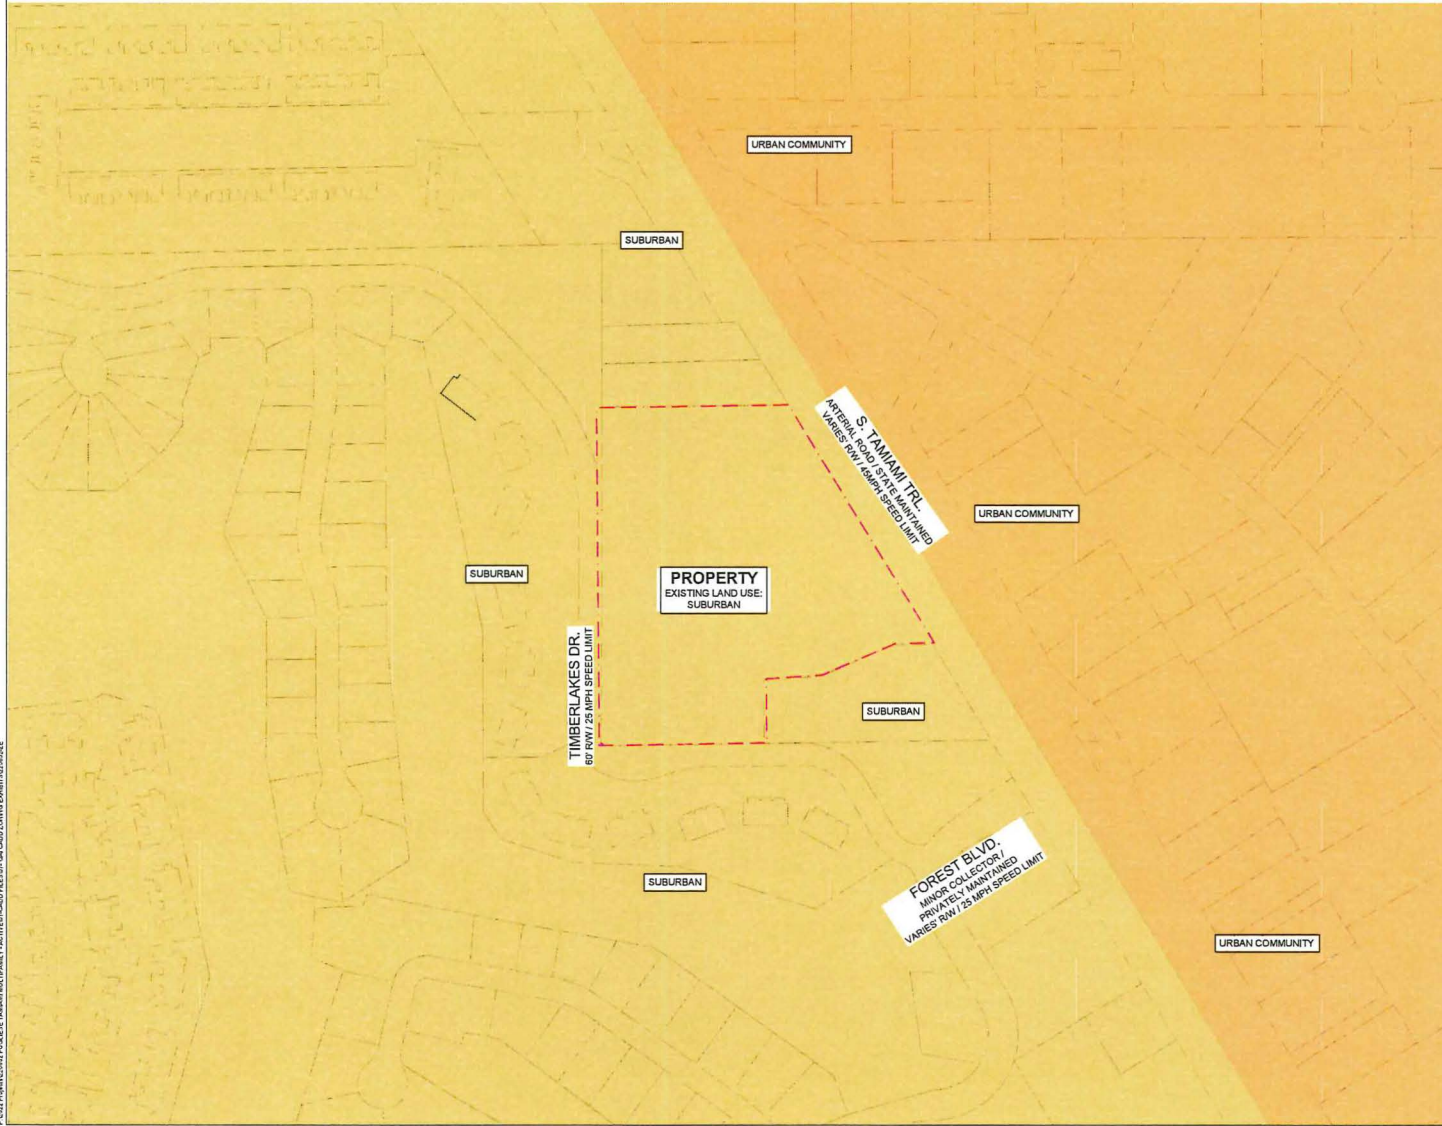 URBAN COMMUNITY
SUBURBAN
S. TAMIAMI TRL.
ARTERIAL ROAD / STATE MAINTAINED
VARIES' R/W / 45MPH SPEED LIMIT
URBAN COMMUNITY
SUBURBAN
PROPERTY
EXISTING LAND USE:
SUBURBAN
TIMBERLAKES DR.
60' R/W / 25 MPH SPEED LIMIT
SUBURBAN
FOREST BLVD.
MINOR COLLECTOR /
PRIVATELY MAINTAINED
VARIES' R/W / 25 MPH SPEED LIMIT
SUBURBAN
URBAN COMMUNITY